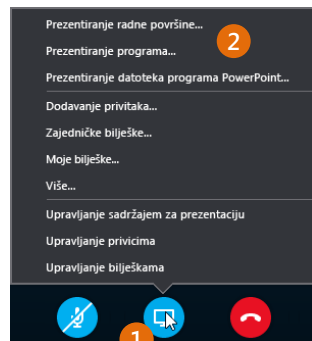 Prezentiranje radne površine...
Prezentiranje programa...
2
Prezentiranje datoteka programa PowerPoint...
Dodavanje privitaka...
Zajedničke bilješke...
Moje bilješke...
Više...
Upravljanje sadržajem za prezentaciju
Upravljanje privicima
Upravljanje bilješkama
1